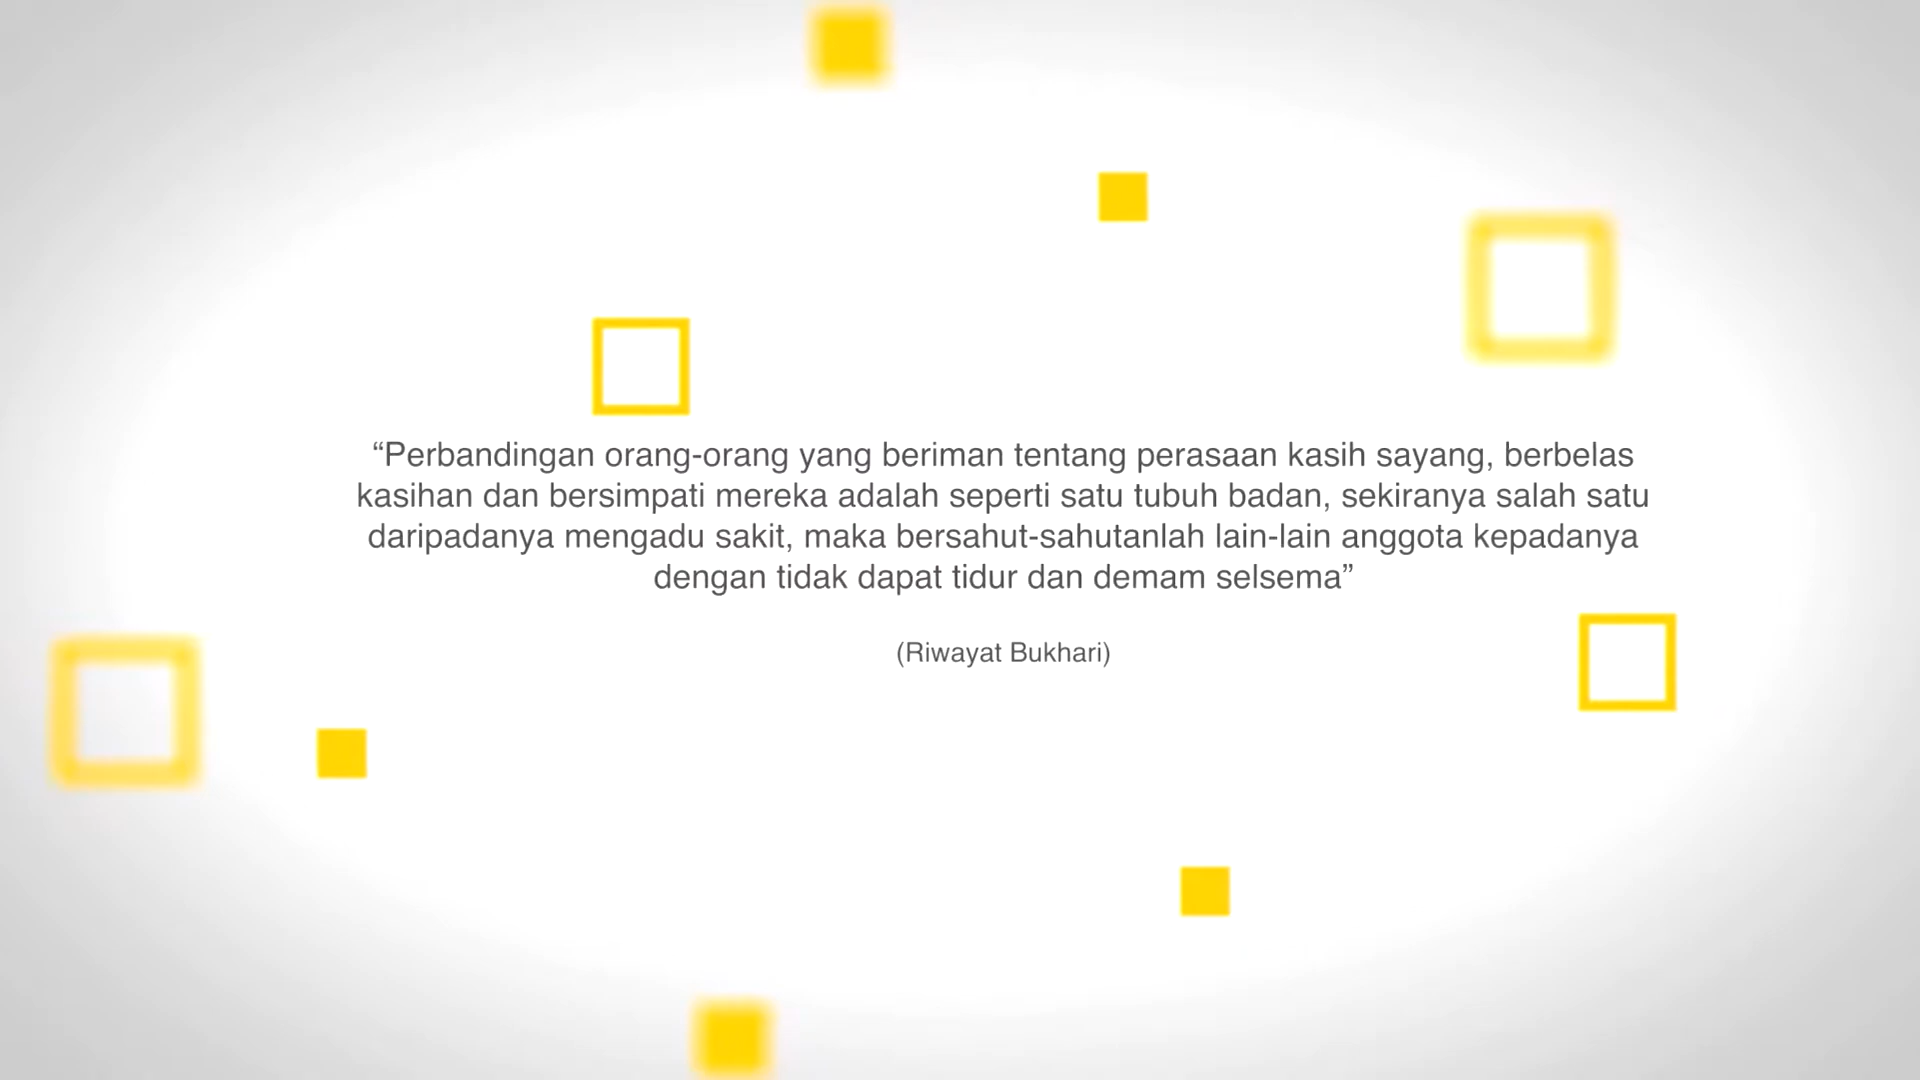 “Perbandingan orang-orang yang beriman tentang perasaan kasih sayang, berbelas
kasihan dan bersimpati mereka adalah seperti satu tubuh badan, sekiranya salah satu
daripadanya mengadu sakit, maka bersahut-sahutanlah lain-lain anggota kepadanya
dengan tidak dapat tidur dan demam selsema”
(Riwayat Bukhari)